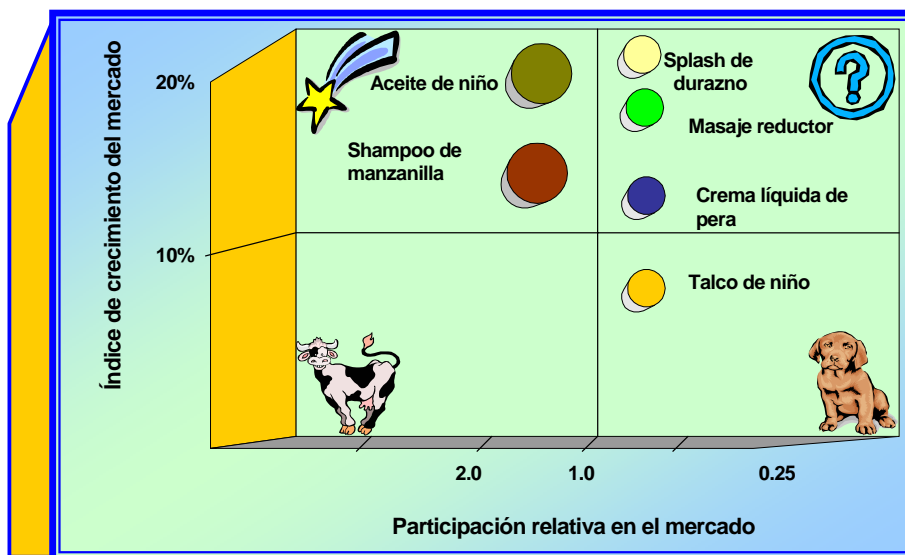 Índice de crecimiento del mercado
20%
10%
Aceite de niño
Shampoo de
manzanilla
Splash de
durazno
?
Masaje reductor
Crema líquida de
pera
Talco de niño
2.0
1.0
0.25
Participación relativa en el mercado